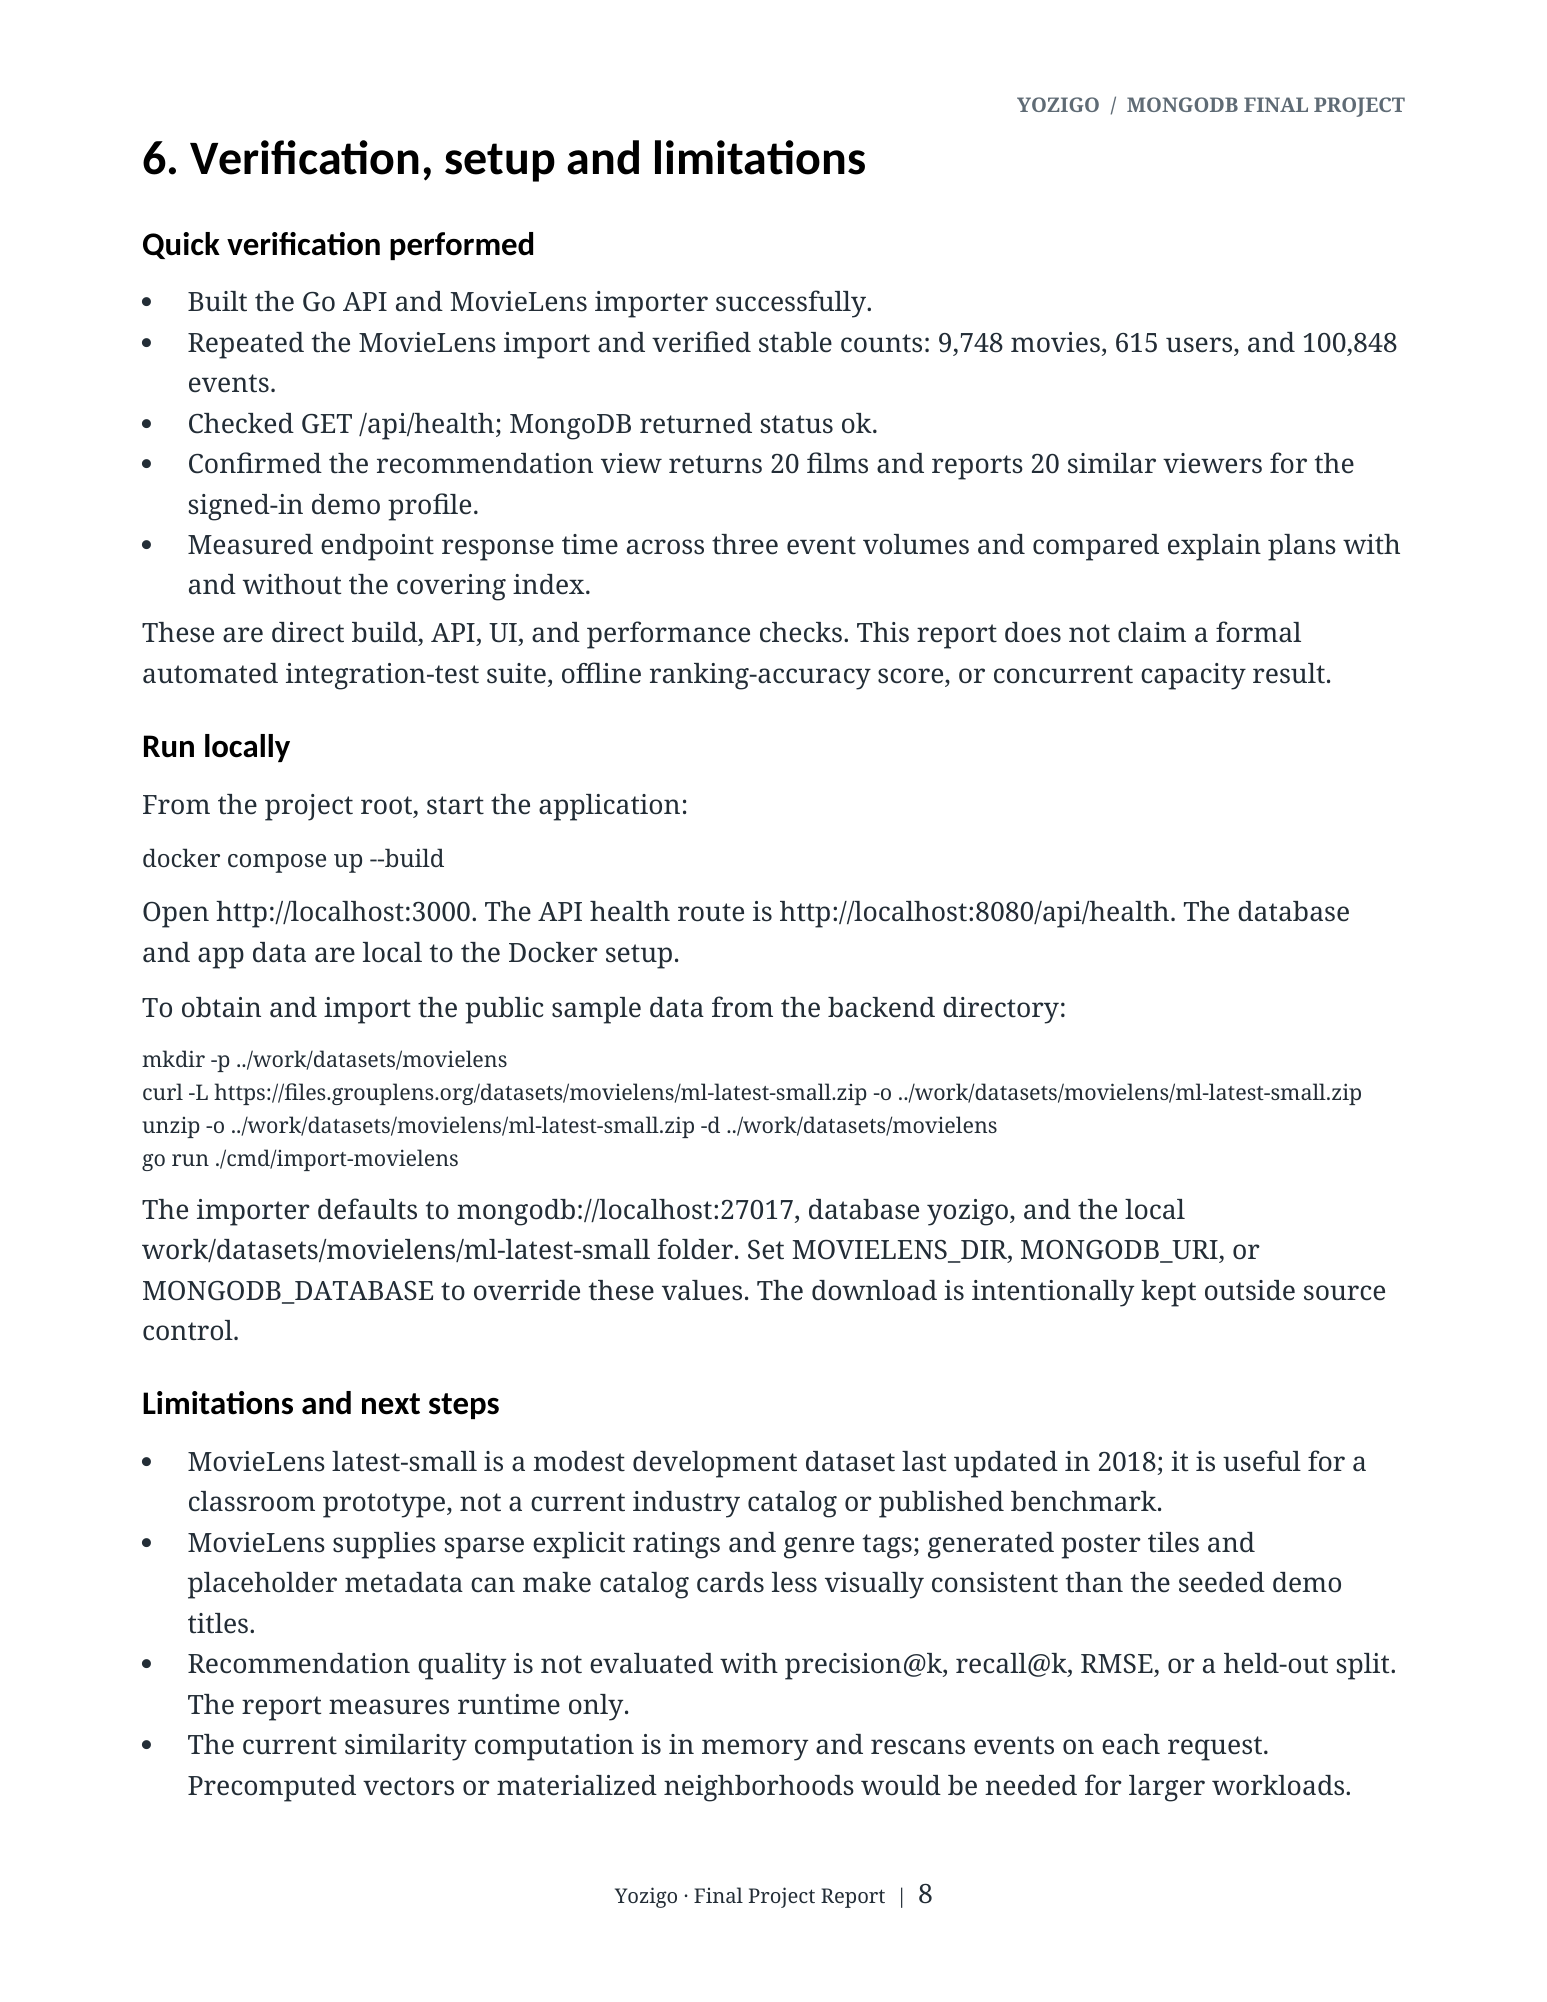 YOZIGO / MONGODB FINAL PROJECT
6. Verification, setup and limitations
Quick verification performed
• Built the Go API and MovieLens importer successfully.
• Repeated the MovieLens import and verified stable counts: 9,748 movies, 615 users, and 100,848
events.
• Checked GET /api/health; MongoDB returned status ok.
• Confirmed the recommendation view returns 20 films and reports 20 similar viewers for the
signed-in demo profile.
• Measured endpoint response time across three event volumes and compared explain plans with
and without the covering index.
These are direct build, API, UI, and performance checks. This report does not claim a formal
automated integration-test suite, offline ranking-accuracy score, or concurrent capacity result.
Run locally
From the project root, start the application:
docker compose up --build
Open http://localhost:3000. The API health route is http://localhost:8080/api/health. The database
and app data are local to the Docker setup.
To obtain and import the public sample data from the backend directory:
mkdir -p ../work/datasets/movielens
curl -L https://files.grouplens.org/datasets/movielens/ml-latest-small.zip -o ../work/datasets/movielens/ml-latest-small.zip
unzip -o ../work/datasets/movielens/ml-latest-small.zip -d ../work/datasets/movielens
go run ./cmd/import-movielens
The importer defaults to mongodb://localhost:27017, database yozigo, and the local
work/datasets/movielens/ml-latest-small folder. Set MOVIELENS_DIR, MONGODB_URI, or
MONGODB_DATABASE to override these values. The download is intentionally kept outside source
control.
Limitations and next steps
• MovieLens latest-small is a modest development dataset last updated in 2018; it is useful for a
classroom prototype, not a current industry catalog or published benchmark.
• MovieLens supplies sparse explicit ratings and genre tags; generated poster tiles and
placeholder metadata can make catalog cards less visually consistent than the seeded demo
titles.
• Recommendation quality is not evaluated with precision@k, recall@k, RMSE, or a held-out split.
The report measures runtime only.
• The current similarity computation is in memory and rescans events on each request.
Precomputed vectors or materialized neighborhoods would be needed for larger workloads.
Yozigo · Final Project Report | 8